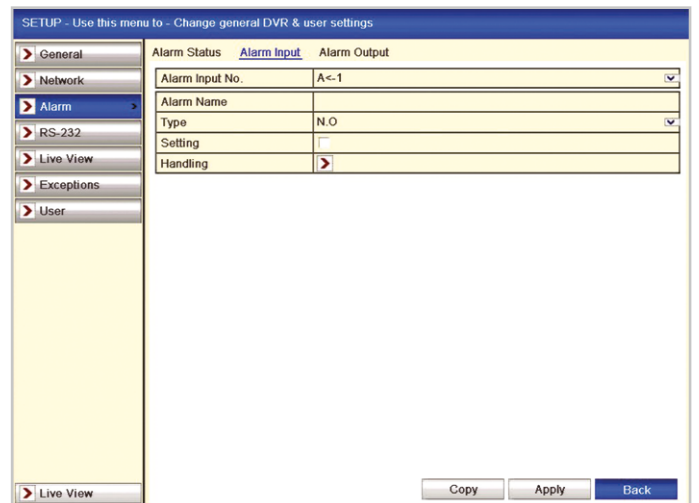 SETUP - Use this menu to - Change general DVR & user settings
General
Network
Alarm
RS-232
Live View
Exceptions
User
Live View
Alarm Status Alarm Input Alarm Output
Alarm Input No. A<-1
Alarm Name
Type N.O
Setting
Handling
Copy Apply Back